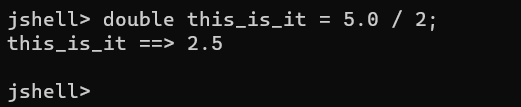 jshell> double this_is_it = 5.0 / 2;
this_is_it ==> 2.5
jshell>